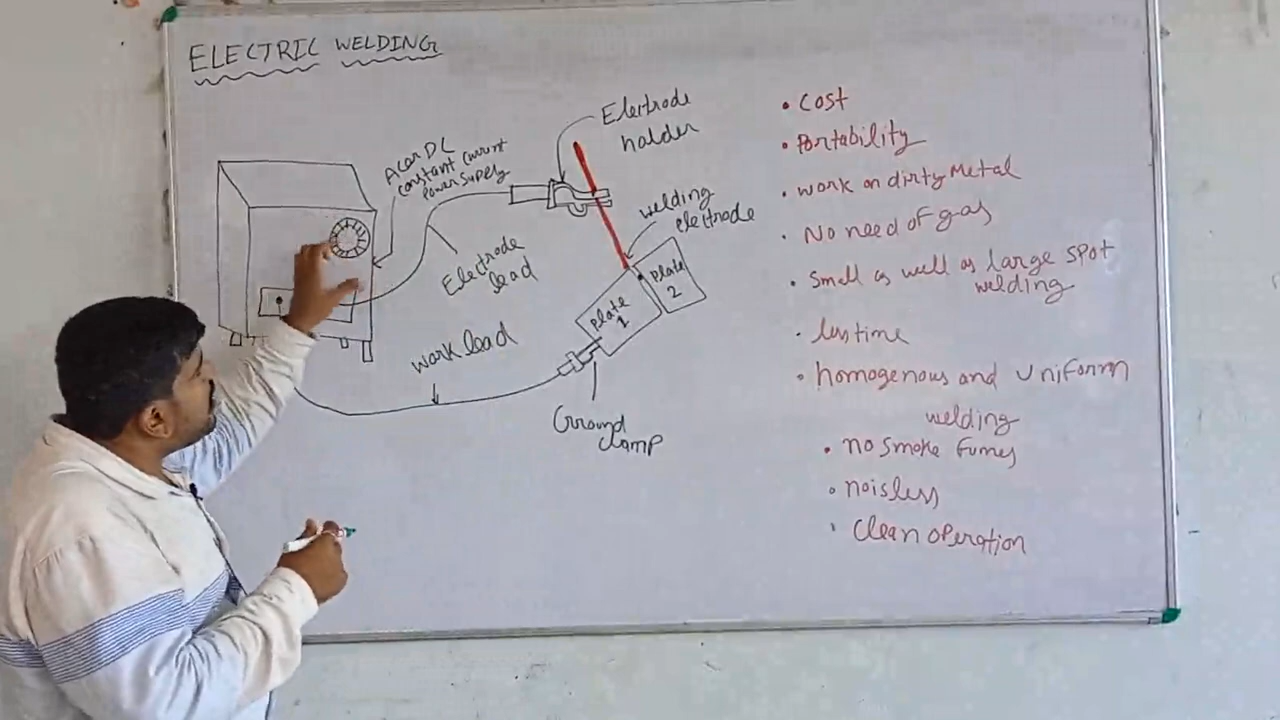 ELECTRIC WELDING
AC or DC
constant current
power supply
Electrode
holder
welding
electrode
Electrode
lead
Plate
1
Plate
2
work lead
Ground
clamp
• Cost
• Portability
• work on dirty Metal
• No need of gas
• Small as well as large spot
welding
• less time
• homogenous and uniform
welding
• no smoke fumes
• noisless
• clean operation